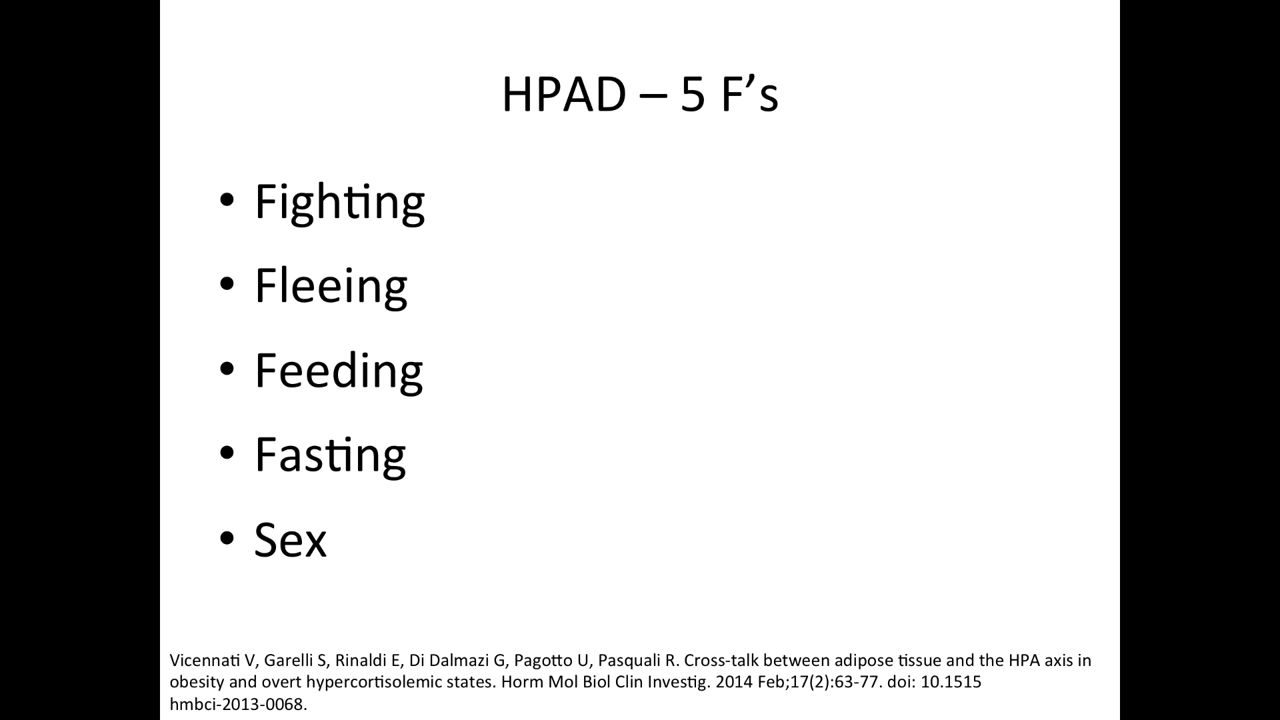 HPAD – 5 F’s
• Fighting
• Fleeing
• Feeding
• Fasting
• Sex
Vicennati V, Garelli S, Rinaldi E, Di Dalmazi G, Pagotto U, Pasquali R. Cross-talk between adipose tissue and the HPA axis in
obesity and overt hypercortisolemic states. Horm Mol Biol Clin Investig. 2014 Feb;17(2):63-77. doi: 10.1515
hmbci-2013-0068.